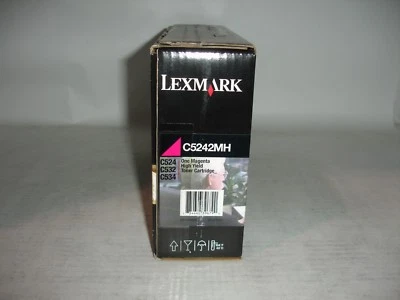 LEXMARK
C5242MH
C524
C532
C534
One Magenta
High Yield
Toner Cartridge